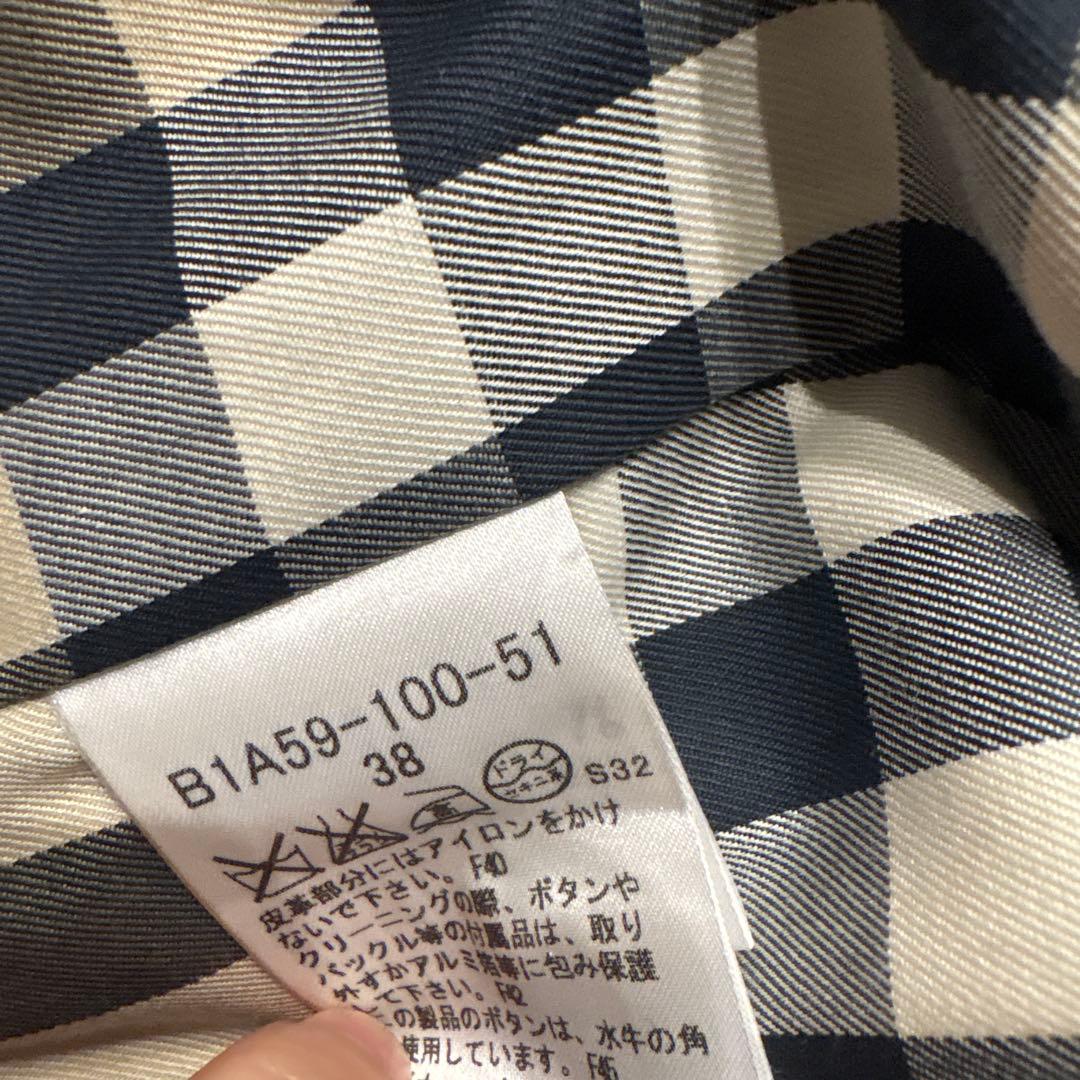 B1A59-100-51
38
ドライ
セキユ系
S32
皮革部分にはアイロンをかけ
ないで下さい。F40
クリーニングの際、ボタンや
バックル等の付属品は、取り
外すかアルミ箔等に包み保護
して下さい。F42
の製品のボタンは、水牛の角
使用しています。F45